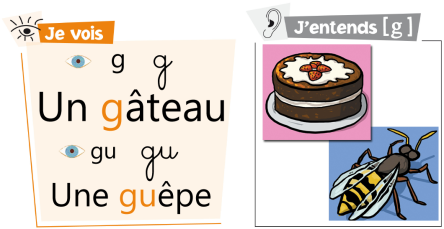 Je vois
g g
Un gâteau
gu gu
Une guêpe
J'entends [g]